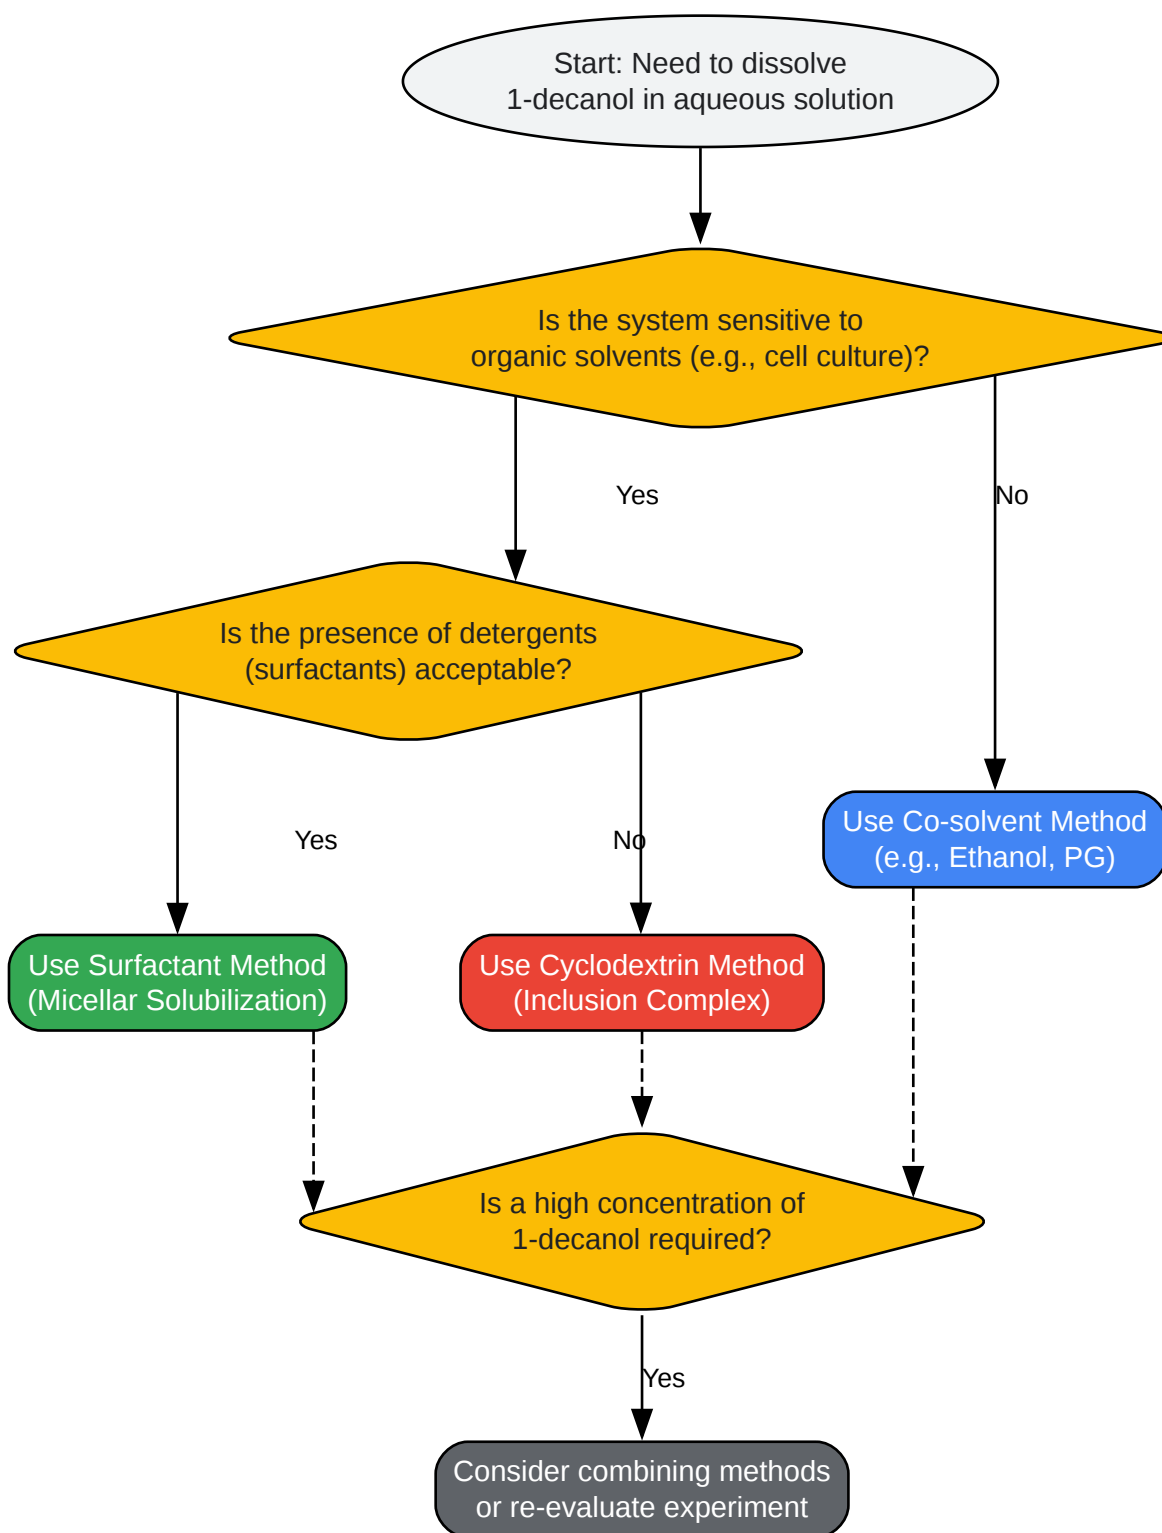 Start: Need to dissolve
1-decanol in aqueous solution
Is the system sensitive to
organic solvents (e.g., cell culture)?
Yes
No
Is the presence of detergents
(surfactants) acceptable?
Use Co-solvent Method
(e.g., Ethanol, PG)
Yes
No
Use Surfactant Method
(Micellar Solubilization)
Use Cyclodextrin Method
(Inclusion Complex)
Is a high concentration of
1-decanol required?
Yes
Consider combining methods
or re-evaluate experiment